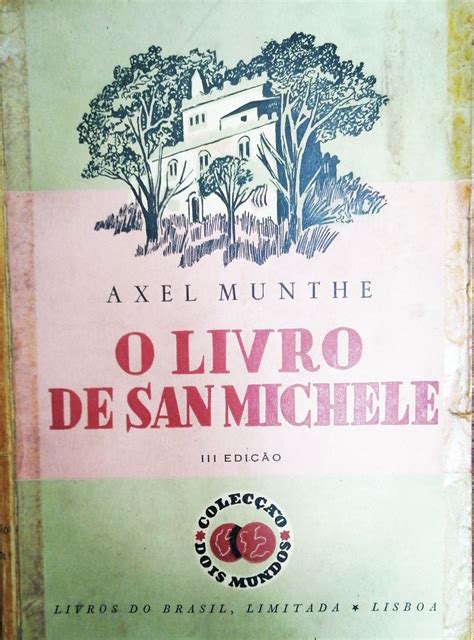 AXEL MUNTHE
O LIVRO
DE SAN MICHELE
III EDIÇÃO
COLECÇÃO
DOIS MUNDOS
LIVROS DO BRASIL, LIMITADA ★ LISBOA